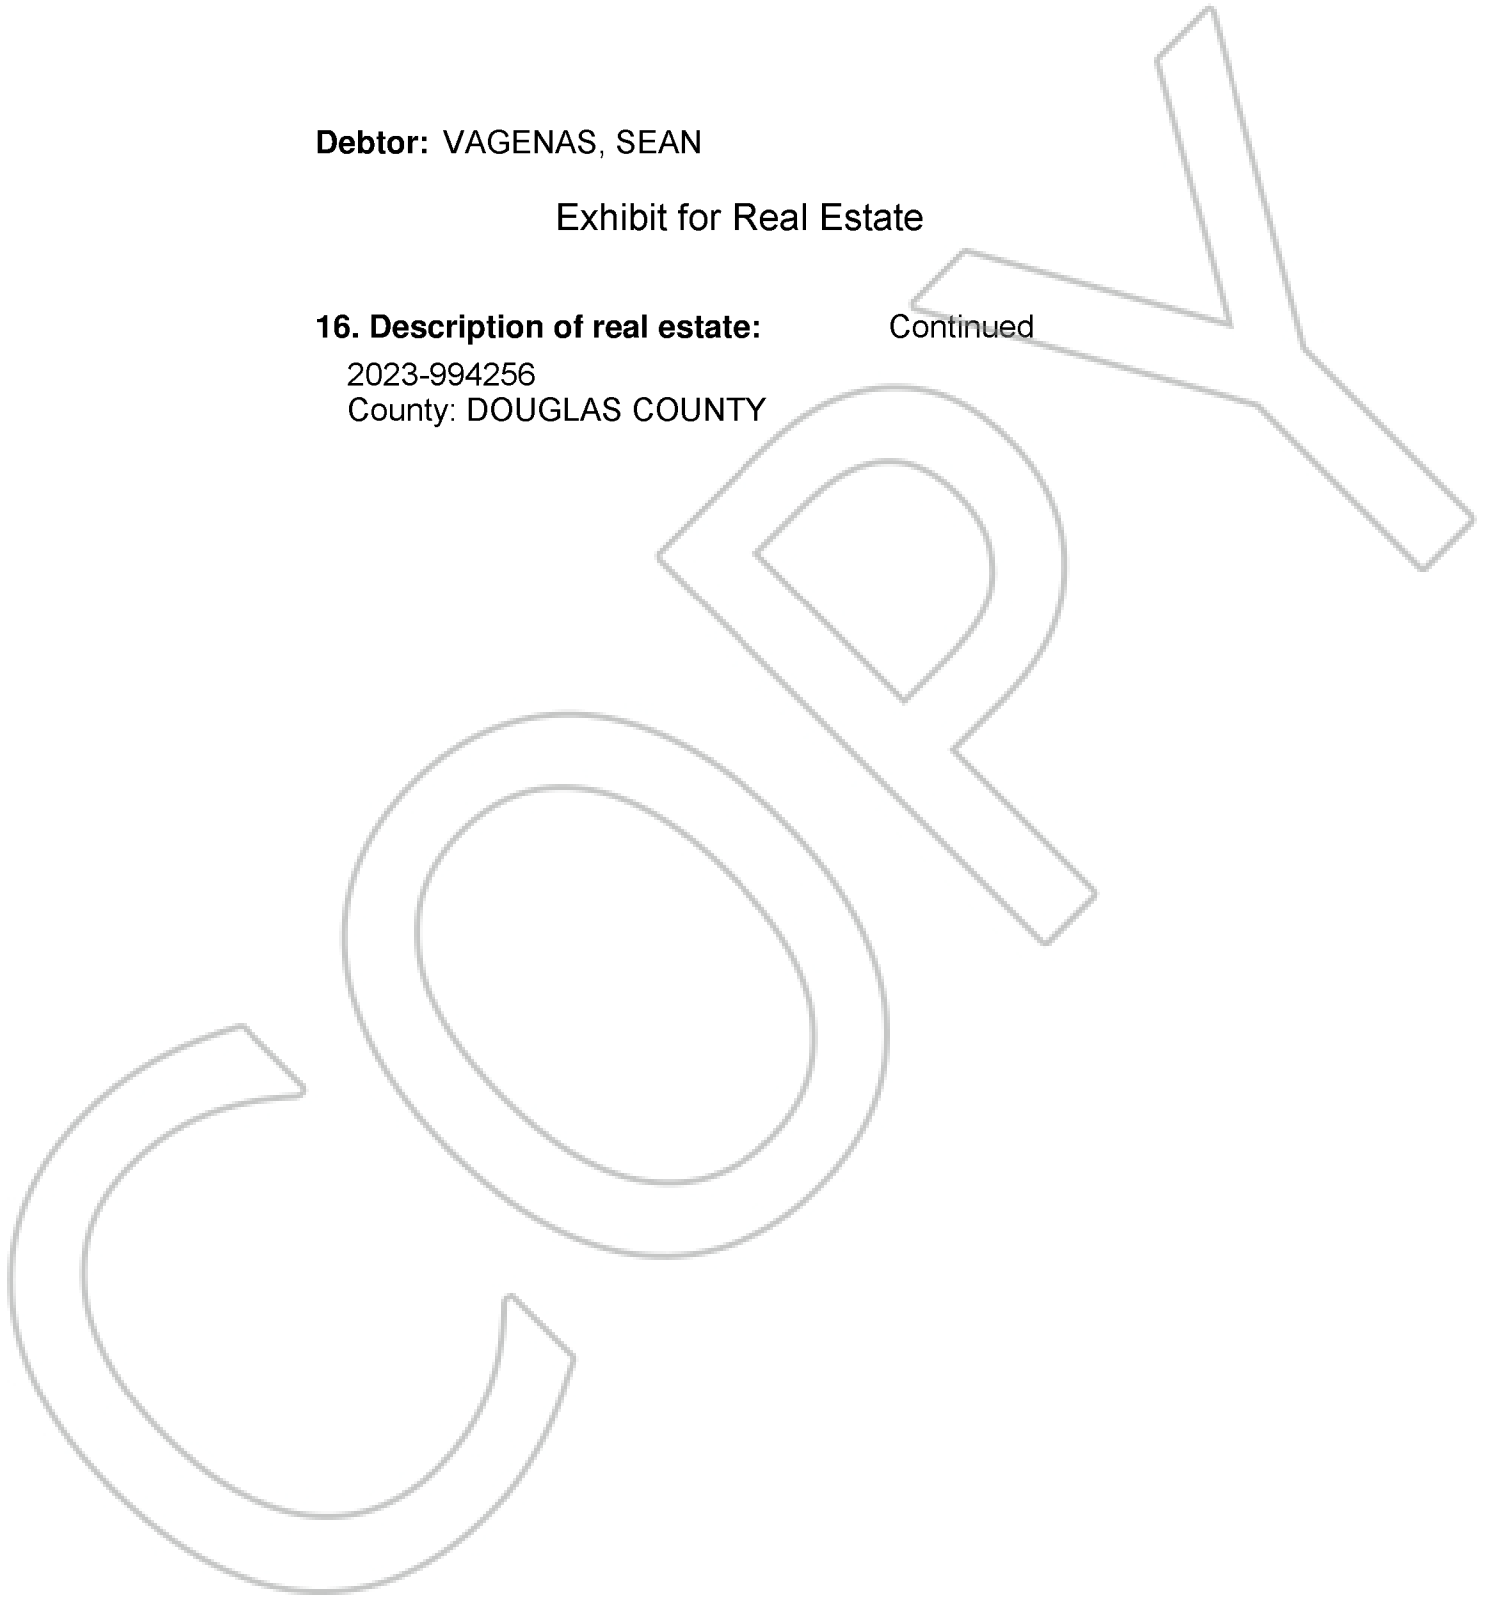 Debtor: VAGENAS, SEAN
Exhibit for Real Estate
16. Description of real estate: Continued
2023-994256
County: DOUGLAS COUNTY
COPY